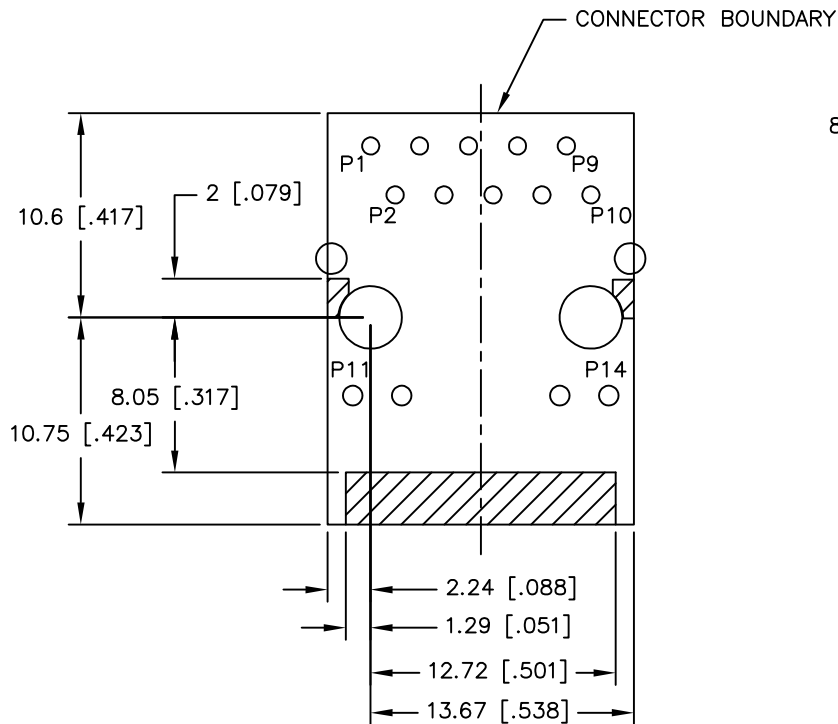 CONNECTOR BOUNDARY
8
P1
P9
2 [.079]
P2
P10
10.6 [.417]
P11
P14
8.05 [.317]
10.75 [.423]
2.24 [.088]
1.29 [.051]
12.72 [.501]
13.67 [.538]